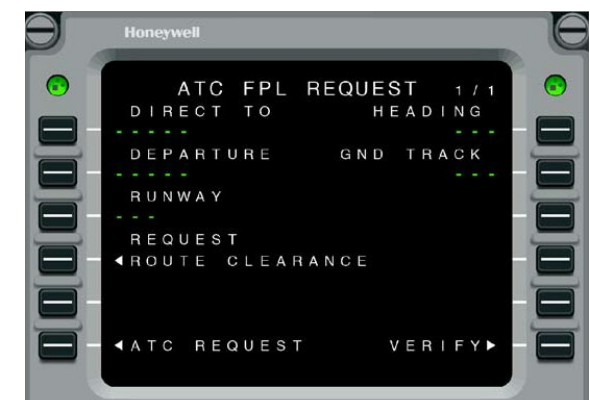 Honeywell
ATC FPL REQUEST 1/1
DIRECT TO HEADING
----- ---
DEPARTURE GND TRACK
----- ---
RUNWAY
---
REQUEST
◀ROUTE CLEARANCE
◀ATC REQUEST VERIFY▶